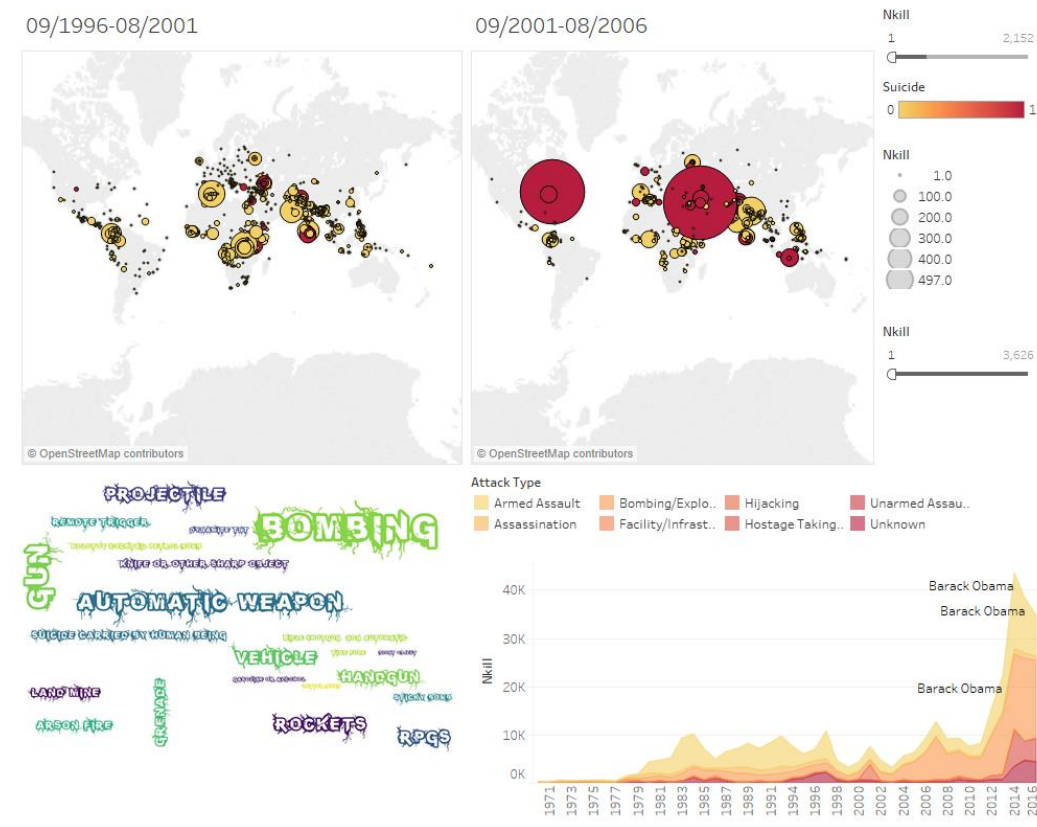 09/1996-08/2001
09/2001-08/2006
Nkill
1 2,152
Suicide
0 1
Nkill
1.0
100.0
200.0
300.0
400.0
497.0
Nkill
1 3,626
© OpenStreetMap contributors
© OpenStreetMap contributors
PROJECTILE
REMOTE TRIGGER
DYNAMITE TNT
BOMBING
KNIFE OR OTHER SHARP OBJECT
GUN
AUTOMATIC WEAPON
SUICIDE CARRIED BY HUMAN BEING
VEHICLE
HANDGUN
LAND MINE
GRENADE
STICKY BOMB
ARSON FIRE
ROCKETS
RPGS
Attack Type
Armed Assault
Bombing/Explo..
Hijacking
Unarmed Assau..
Assassination
Facility/Infrast..
Hostage Taking..
Unknown
Nkill
40K
30K
20K
10K
0K
Barack Obama
Barack Obama
Barack Obama
1971
1973
1975
1977
1979
1981
1983
1985
1987
1989
1991
1994
1996
1998
2000
2002
2004
2006
2008
2010
2012
2014
2016